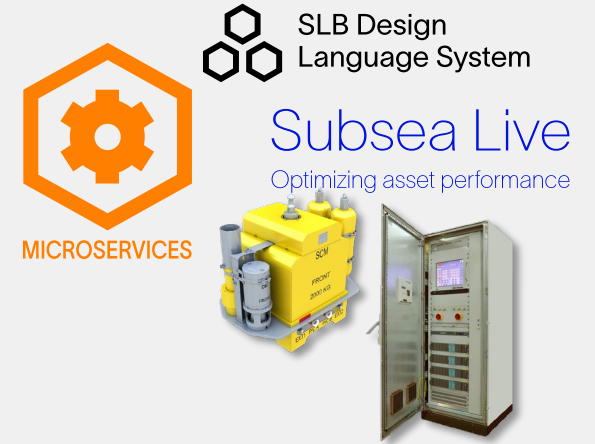 SLB Design
Language System
MICROSERVICES
Subsea Live
Optimizing asset performance
SCM
FRONT
2000 KG